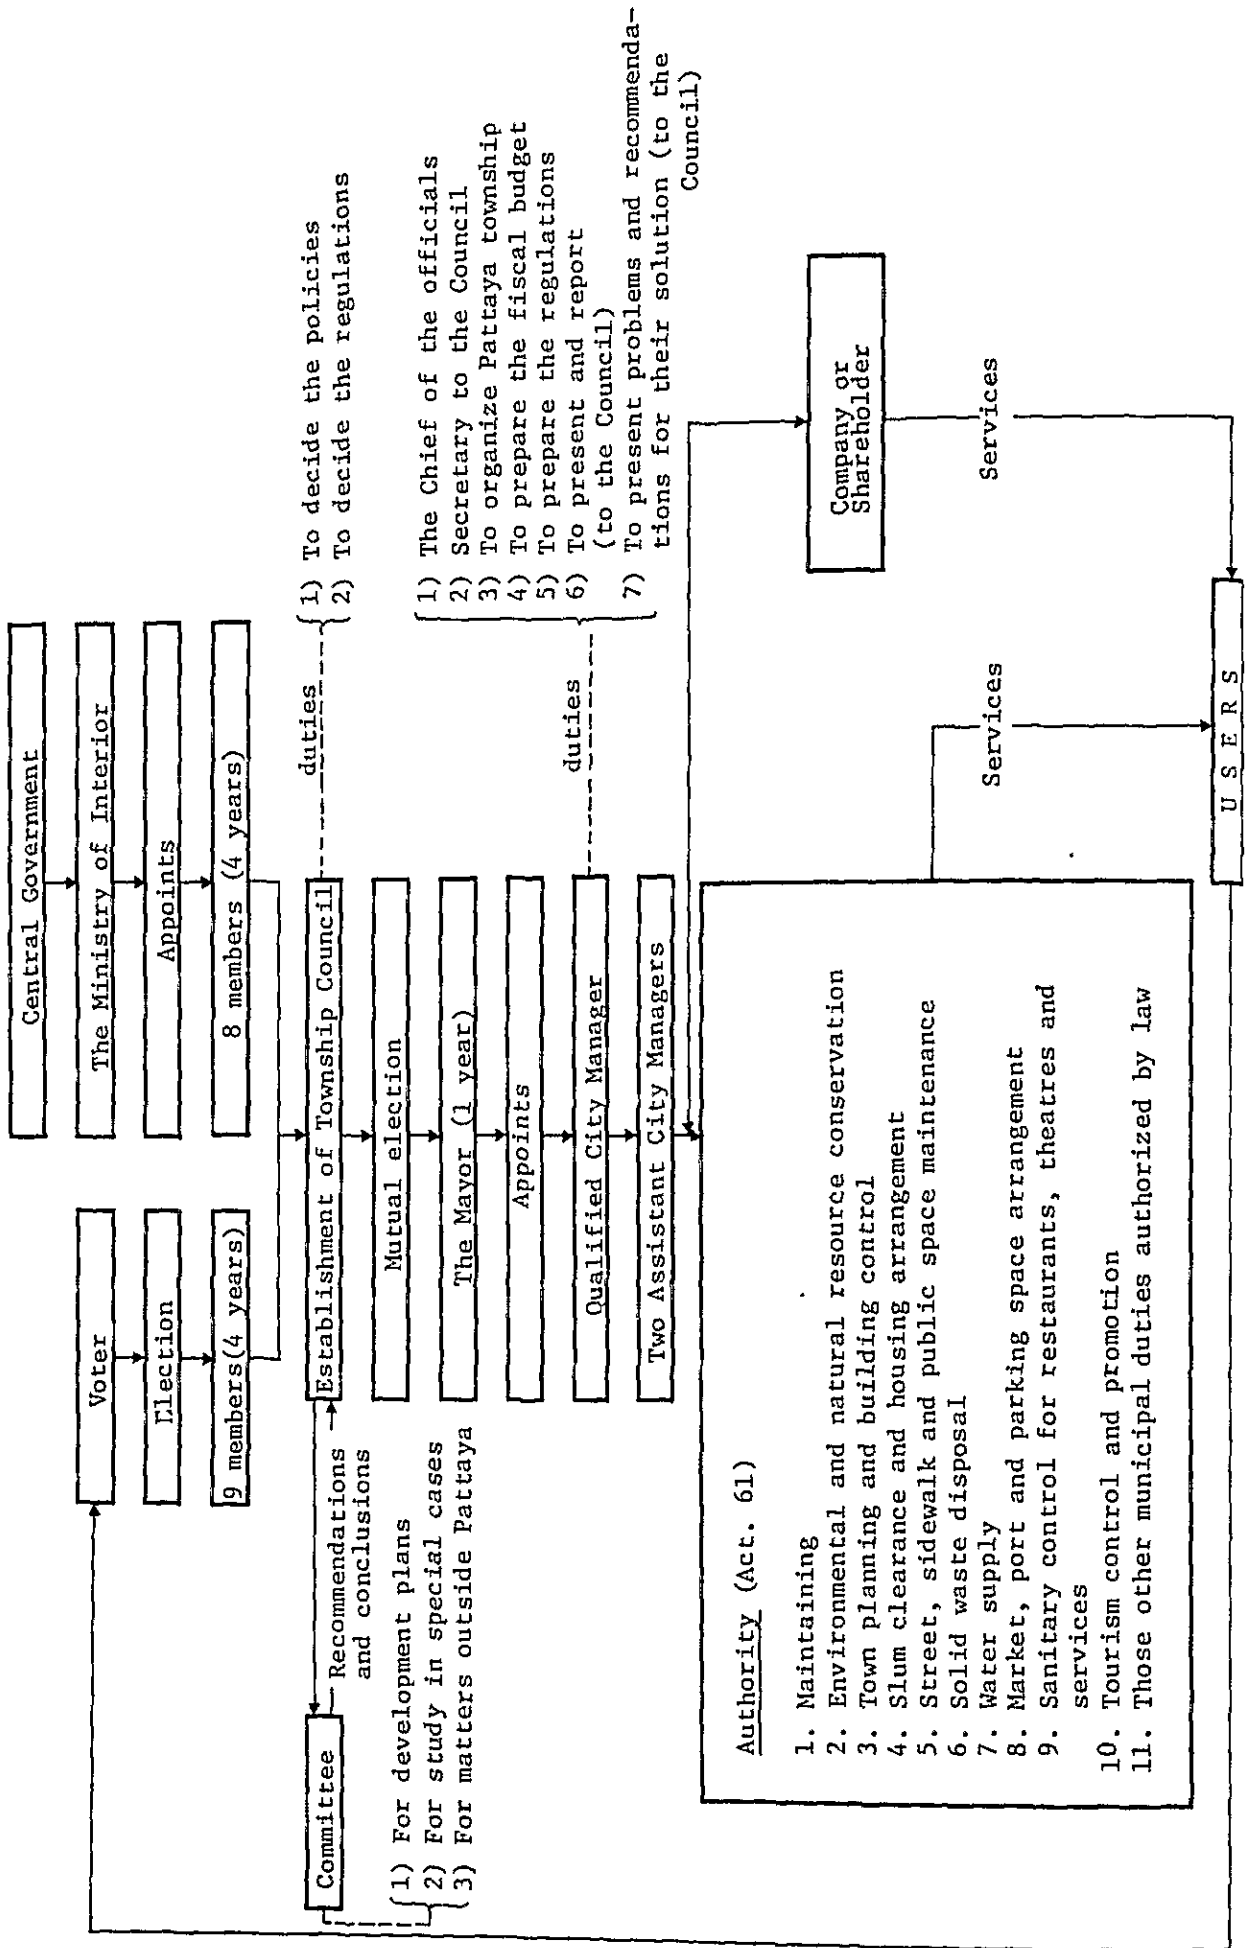 Central Government
The Ministry of Interior
Appoints
8 members (4 years)
Voter
Election
9 members(4 years)
Establishment of Township Council
duties
1) To decide the policies
2) To decide the regulations
Committee
Recommendations
and conclusions
1) For development plans
2) For study in special cases
3) For matters outside Pattaya
Mutual election
The Mayor (1 year)
Appoints
Qualified City Manager
duties
1) The Chief of the officials
2) Secretary to the Council
3) To organize Pattaya township
4) To prepare the fiscal budget
5) To prepare the regulations
6) To present and report
(to the Council)
7) To present problems and recommenda-
tions for their solution (to the
Council)
Two Assistant City Managers
Authority (Act. 61)
1. Maintaining
2. Environmental and natural resource conservation
3. Town planning and building control
4. Slum clearance and housing arrangement
5. Street, sidewalk and public space maintenance
6. Solid waste disposal
7. Water supply
8. Market, port and parking space arrangement
9. Sanitary control for restaurants, theatres and
services
10. Tourism control and promotion
11. Those other municipal duties authorized by law
Services
Company or
Shareholder
Services
U S E R S